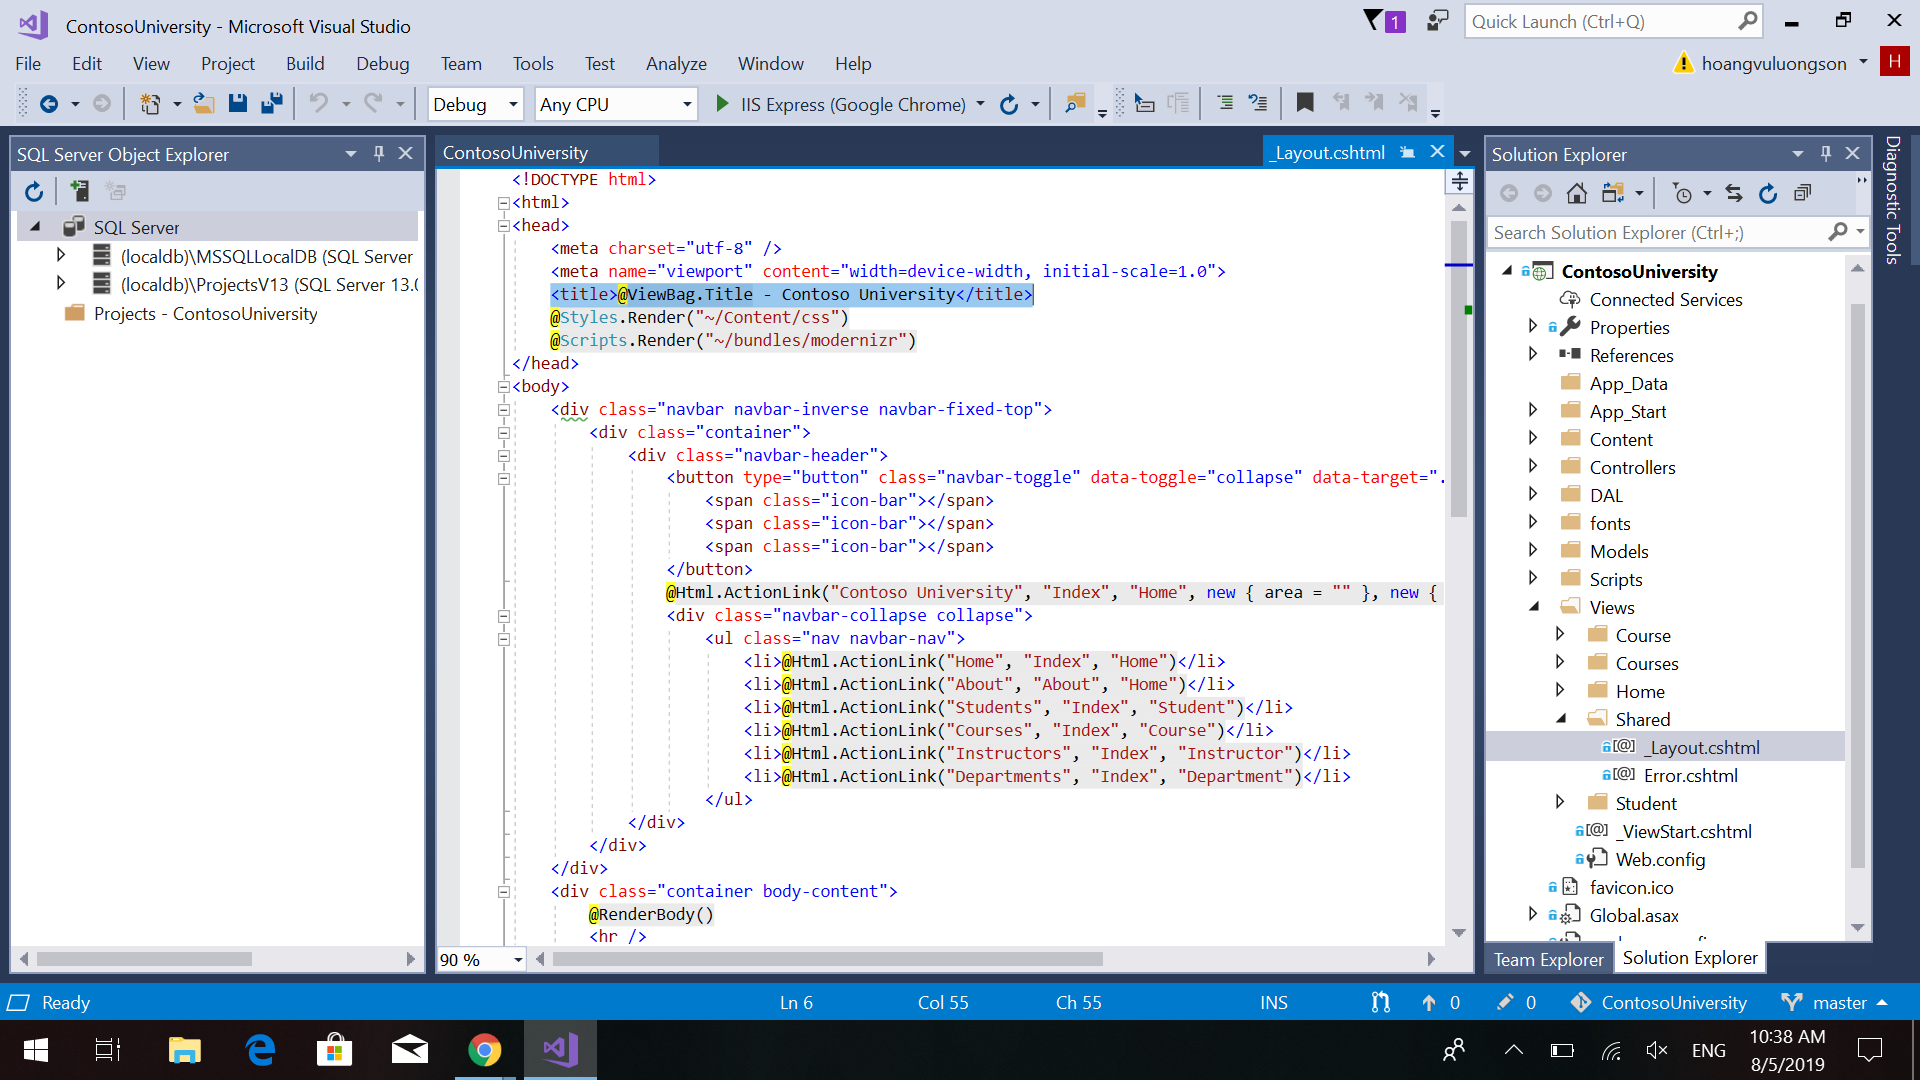 ContosoUniversity - Microsoft Visual Studio
1
Quick Launch (Ctrl+Q)
File Edit View Project Build Debug Team Tools Test Analyze Window Help
hoangvuluongson H
Debug Any CPU IIS Express (Google Chrome)
SQL Server Object Explorer
SQL Server
(localdb)\MSSQLLocalDB (SQL Server
(localdb)\ProjectsV13 (SQL Server 13.0
Projects - ContosoUniversity
ContosoUniversity _Layout.cshtml
<!DOCTYPE html>
<html>
<head>
<meta charset="utf-8" />
<meta name="viewport" content="width=device-width, initial-scale=1.0">
<title>@ViewBag.Title - Contoso University</title>
@Styles.Render("~/Content/css")
@Scripts.Render("~/bundles/modernizr")
</head>
<body>
<div class="navbar navbar-inverse navbar-fixed-top">
<div class="container">
<div class="navbar-header">
<button type="button" class="navbar-toggle" data-toggle="collapse" data-target=".
<span class="icon-bar"></span>
<span class="icon-bar"></span>
<span class="icon-bar"></span>
</button>
@Html.ActionLink("Contoso University", "Index", "Home", new { area = "" }, new {
<div class="navbar-collapse collapse">
<ul class="nav navbar-nav">
<li>@Html.ActionLink("Home", "Index", "Home")</li>
<li>@Html.ActionLink("About", "About", "Home")</li>
<li>@Html.ActionLink("Students", "Index", "Student")</li>
<li>@Html.ActionLink("Courses", "Index", "Course")</li>
<li>@Html.ActionLink("Instructors", "Index", "Instructor")</li>
<li>@Html.ActionLink("Departments", "Index", "Department")</li>
</ul>
</div>
</div>
</div>
<div class="container body-content">
@RenderBody()
<hr />
90 %
Solution Explorer
Search Solution Explorer (Ctrl+;)
ContosoUniversity
Connected Services
Properties
References
App_Data
App_Start
Content
Controllers
DAL
fonts
Models
Scripts
Views
Course
Courses
Home
Shared
_Layout.cshtml
Error.cshtml
Student
_ViewStart.cshtml
Web.config
favicon.ico
Global.asax
Team Explorer Solution Explorer
Diagnostic Tools
Ready Ln 6 Col 55 Ch 55 INS 0 0 ContosoUniversity master
ENG
10:38 AM
8/5/2019